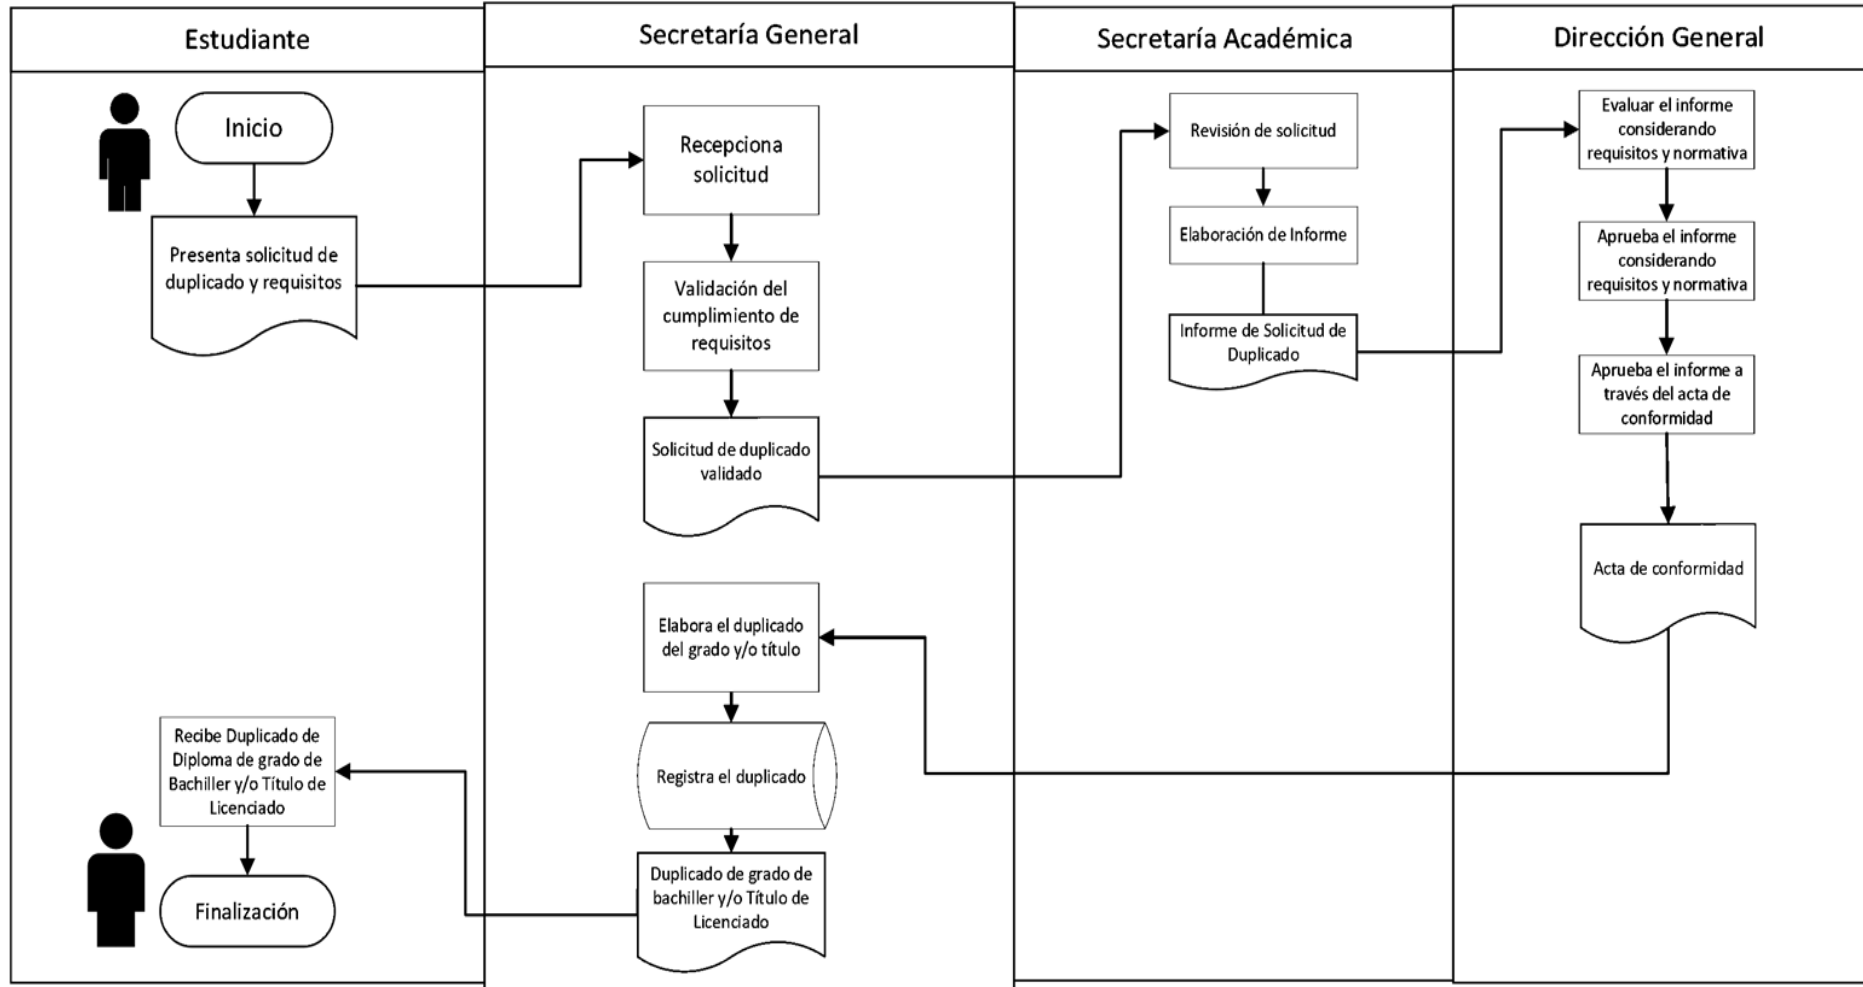 Estudiante
Secretaría General
Secretaría Académica
Dirección General
Inicio
Presenta solicitud de
duplicado y requisitos
Recepciona
solicitud
Validación del
cumplimiento de
requisitos
Solicitud de duplicado
validado
Revisión de solicitud
Elaboración de Informe
Informe de Solicitud de
Duplicado
Evaluar el informe
considerando
requisitos y normativa
Aprueba el informe
considerando
requisitos y normativa
Aprueba el informe a
través del acta de
conformidad
Acta de conformidad
Elabora el duplicado
del grado y/o título
Registra el duplicado
Duplicado de grado de
bachiller y/o Título de
Licenciado
Recibe Duplicado de
Diploma de grado de
Bachiller y/o Título de
Licenciado
Finalización